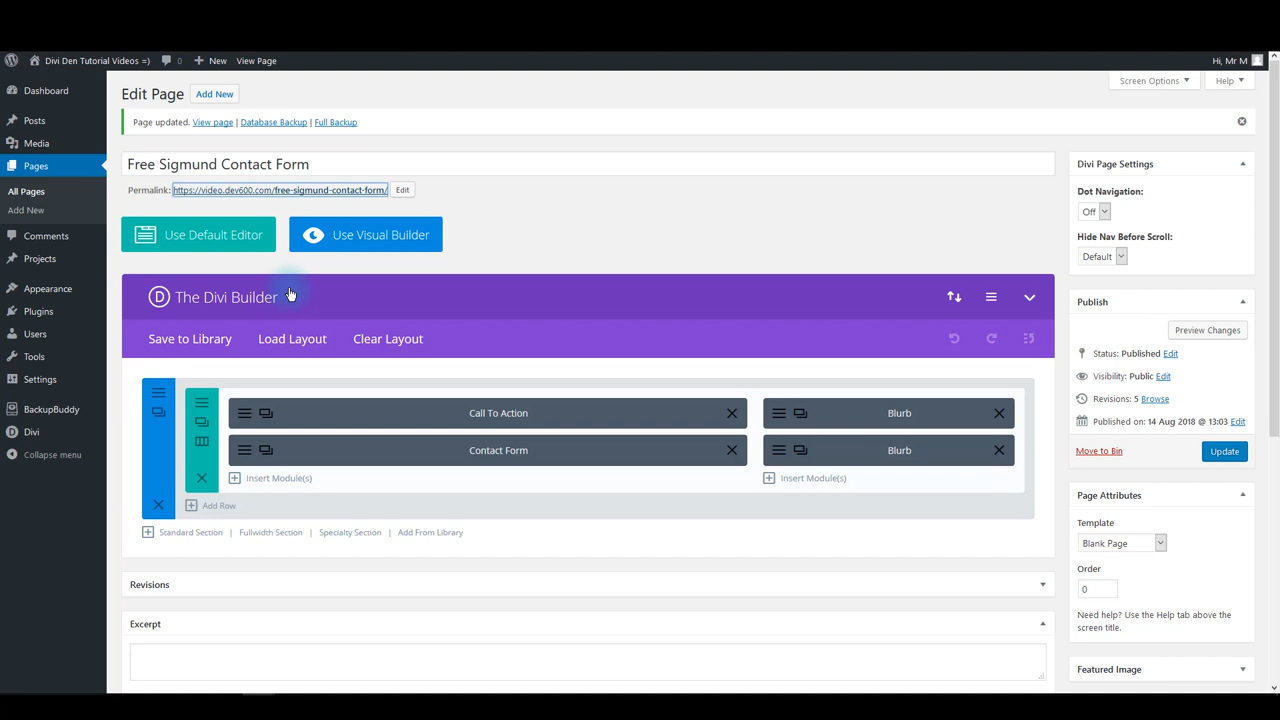 Divi Den Tutorial Videos =) 0 New View Page Hi, Mr M
Dashboard
Posts
Media
Pages
All Pages
Add New
Comments
Projects
Appearance
Plugins
Users
Tools
Settings
BackupBuddy
Divi
Collapse menu
Screen Options Help
Edit Page Add New
Page updated. View page | Database Backup | Full Backup
Free Sigmund Contact Form
Permalink: https://video.dev600.com/free-sigmund-contact-form/ Edit
Use Default Editor Use Visual Builder
D The Divi Builder
Save to Library Load Layout Clear Layout
Call To Action Blurb
Contact Form Blurb
Insert Module(s) Insert Module(s)
Add Row
Standard Section | Fullwidth Section | Specialty Section | Add From Library
Revisions
Excerpt
Divi Page Settings
Dot Navigation:
Off
Hide Nav Before Scroll:
Default
Publish
Preview Changes
Status: Published Edit
Visibility: Public Edit
Revisions: 5 Browse
Published on: 14 Aug 2018 @ 13:03 Edit
Move to Bin Update
Page Attributes
Template
Blank Page
Order
0
Need help? Use the Help tab above the
screen title.
Featured Image